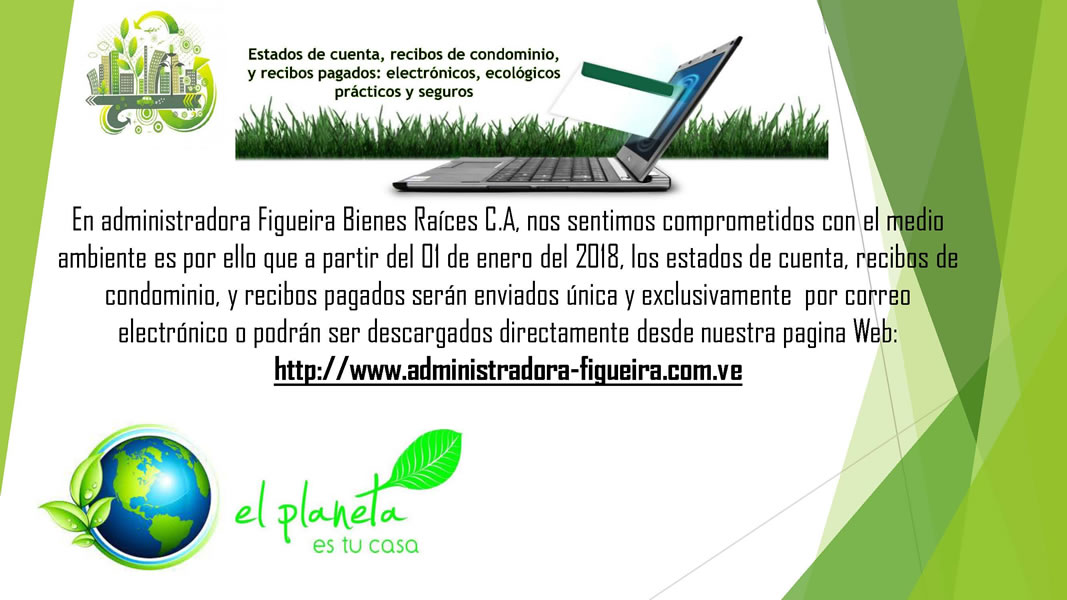 Estados de cuenta, recibos de condominio,
y recibos pagados: electrónicos, ecológicos
prácticos y seguros
En administradora Figueira Bienes Raíces C.A, nos sentimos comprometidos con el medio
ambiente es por ello que a partir del 01 de enero del 2018, los estados de cuenta, recibos de
condominio, y recibos pagados serán enviados única y exclusivamente por correo
electrónico o podrán ser descargados directamente desde nuestra pagina Web:
http://www.administradora-figueira.com.ve
el planeta
es tu casa